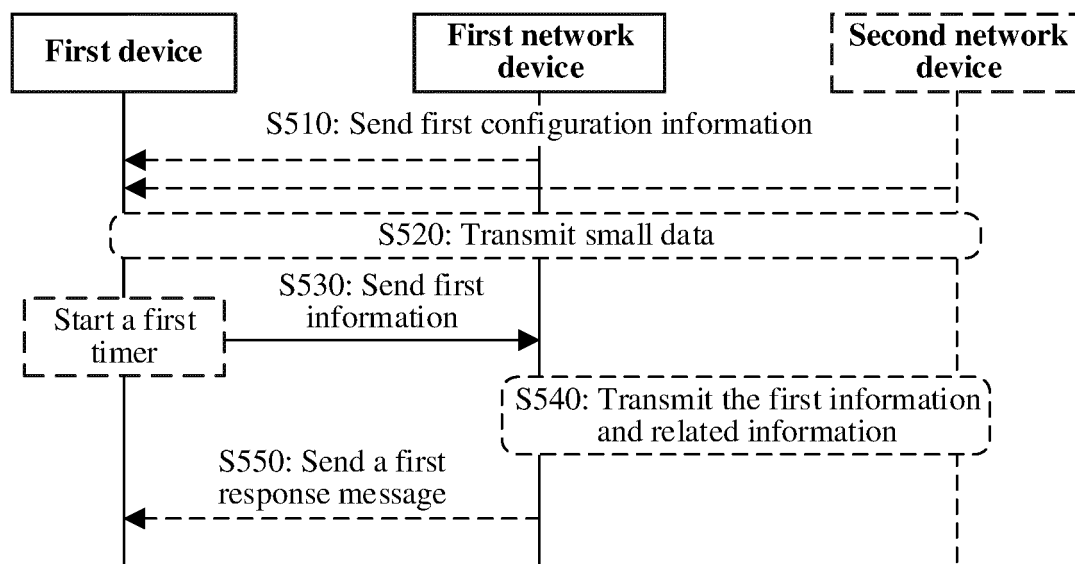 First device
First network
device
Second network
device
S510: Send first configuration information
S520: Transmit small data
S530: Send first
information
Start a first
timer
S540: Transmit the first information
and related information
S550: Send a first
response message